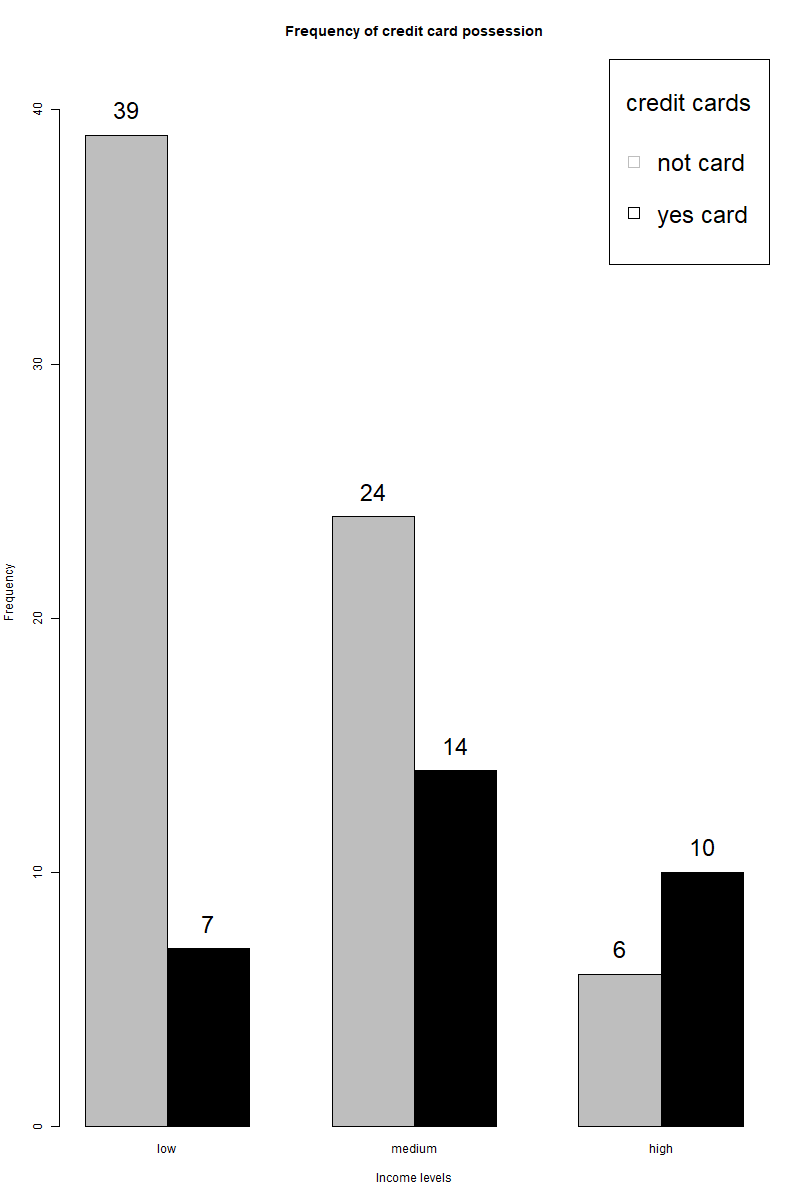 Frequency of credit card possession
credit cards
not card
yes card
Frequency
40
30
20
10
0
39
7
24
14
6
10
low
medium
high
Income levels